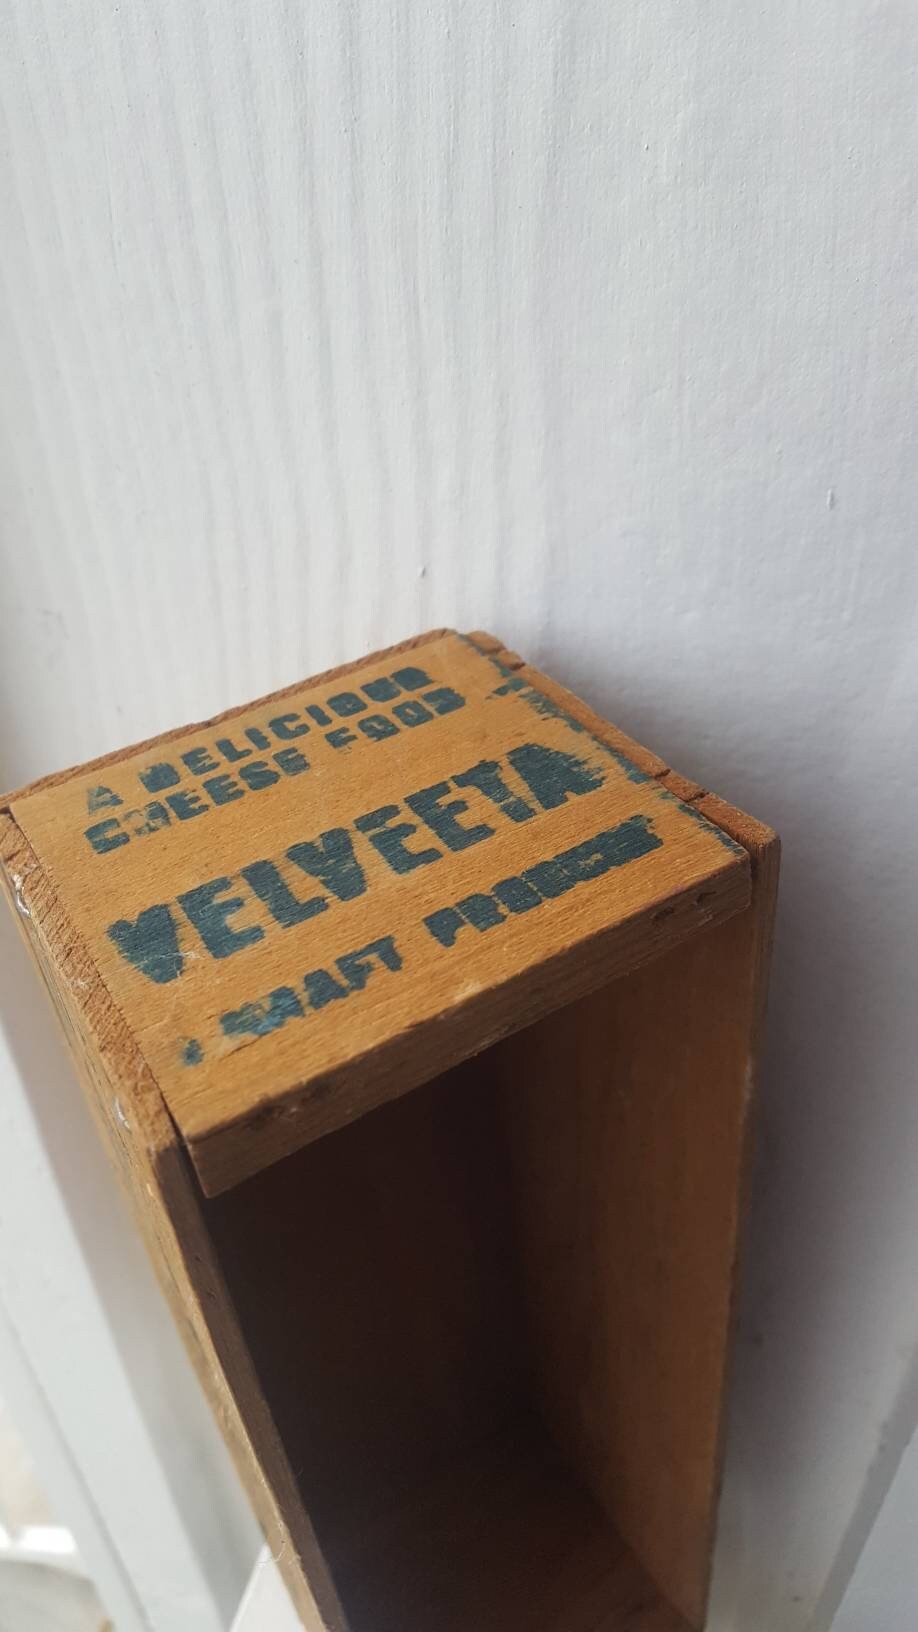 A DELICIOUS
CHEESE FOOD
VELVEETA
A KRAFT PRODUCT